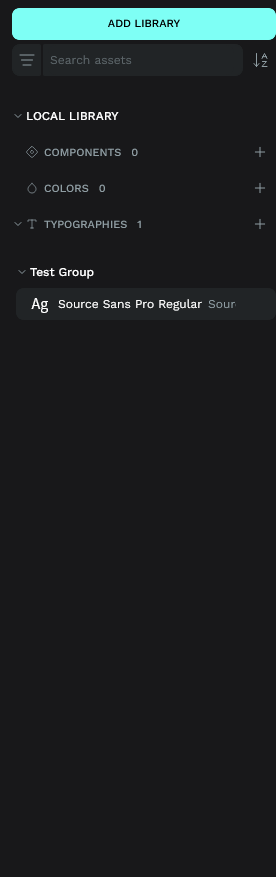 ADD LIBRARY
Search assets
A
Z
LOCAL LIBRARY
COMPONENTS 0
COLORS 0
TYPOGRAPHIES 1
Test Group
Ag Source Sans Pro Regular Sour